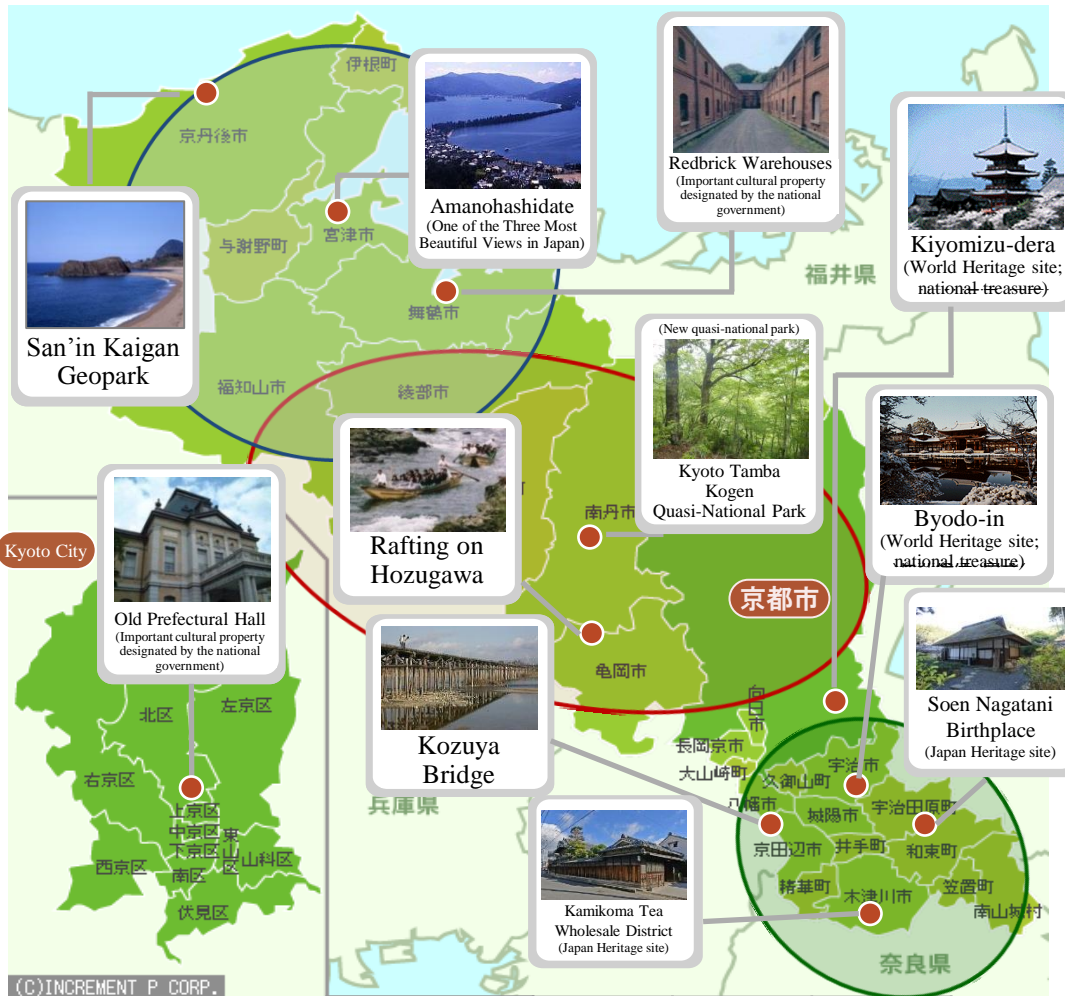 伊根町
京丹後市
宮津市
与謝野町
舞鶴市
福知山市
綾部市
福井県
San'in Kaigan
Geopark
Amanohashidate
(One of the Three Most
Beautiful Views in Japan)
Redbrick Warehouses
(Important cultural property
designated by the national
government)
Kiyomizu-dera
(World Heritage site;
national treasure)
(New quasi-national park)
Kyoto Tamba
Kogen
Quasi-National Park
南丹市
Byodo-in
(World Heritage site;
national treasure)
Rafting on
Hozugawa
町
京都市
亀岡市
Kyoto City
Old Prefectural Hall
(Important cultural property
designated by the national
government)
Kozuya
Bridge
Soen Nagatani
Birthplace
(Japan Heritage site)
兵庫県
北区
左京区
右京区
上京区
中京区
下京区
東山区
山科区
西京区
南区
伏見区
向日市
長岡京市
大山崎町
久御山町
宇治市
八幡市
城陽市
宇治田原町
京田辺市
井手町
和束町
精華町
木津川市
笠置町
南山城村
奈良県
Kamikoma Tea
Wholesale District
(Japan Heritage site)
(C)INCREMENT P CORP.